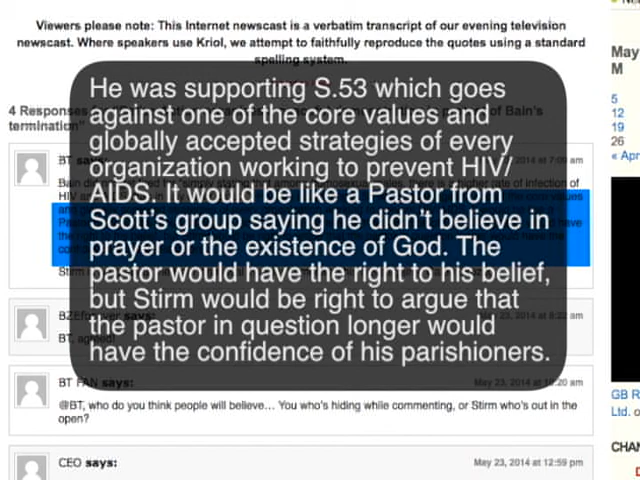 Viewers please note: This Internet newscast is a verbatim transcript of our evening television
newscast. Where speakers use Kriol, we attempt to faithfully reproduce the quotes using a standard
spelling system.
4 Responses
termination"
Bain's
He was supporting S.53 which goes
against one of the core values and
globally accepted strategies of every
organization working to prevent HIV/
AIDS. It would be like a Pastor from
Scott's group saying he didn't believe in
prayer or the existence of God. The
pastor would have the right to his belief,
but Stirm would be right to argue that
the pastor in question longer would
have the confidence of his parishioners.
BT FAN says:
May 23, 2014 at 10:20 am
@BT, who do you think people will believe... You who's hiding while commenting, or Stirm who's out in the
open?
CEO says:
May 23, 2014 at 12:59 pm
May
M
5
12
19
26
« Apr
GB R
Ltd. o
CHAN